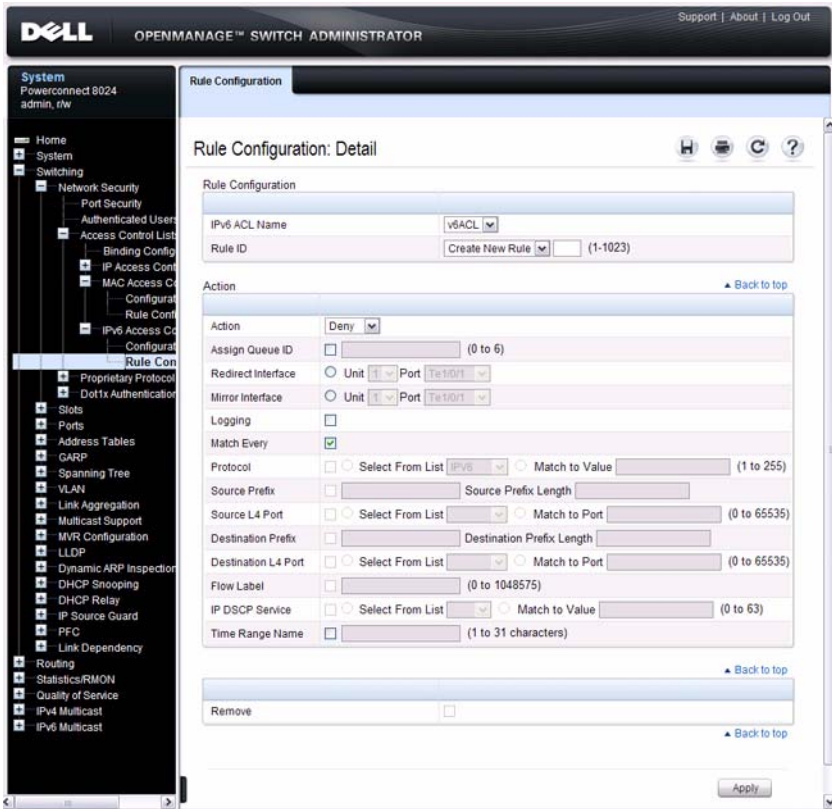 Support | About | Log Out
DELL
OPENMANAGE™ SWITCH ADMINISTRATOR
System
Powerconnect 8024
admin, r/w
Home
System
Switching
Network Security
Port Security
Authenticated Users
Access Control Lists
Binding Config
IP Access Cont
MAC Access Co
Configurat
Rule Confi
IPv6 Access Co
Configurat
Rule Con
Proprietary Protocol
Dot1x Authentication
Slots
Ports
Address Tables
GARP
Spanning Tree
VLAN
Link Aggregation
Multicast Support
MVR Configuration
LLDP
Dynamic ARP Inspection
DHCP Snooping
DHCP Relay
IP Source Guard
PFC
Link Dependency
Routing
Statistics/RMON
Quality of Service
IPv4 Multicast
IPv6 Multicast
Rule Configuration
Rule Configuration: Detail
Rule Configuration
IPv6 ACL Name v6ACL
Rule ID Create New Rule (1-1023)
Action Back to top
Action Deny
Assign Queue ID (0 to 6)
Redirect Interface Unit 1 Port Te1/0/1
Mirror Interface Unit 1 Port Te1/0/1
Logging
Match Every
Protocol Select From List IPV6 Match to Value (1 to 255)
Source Prefix Source Prefix Length
Source L4 Port Select From List Match to Port (0 to 65535)
Destination Prefix Destination Prefix Length
Destination L4 Port Select From List Match to Port (0 to 65535)
Flow Label (0 to 1048575)
IP DSCP Service Select From List Match to Value (0 to 63)
Time Range Name (1 to 31 characters)
Back to top
Remove
Back to top
Apply